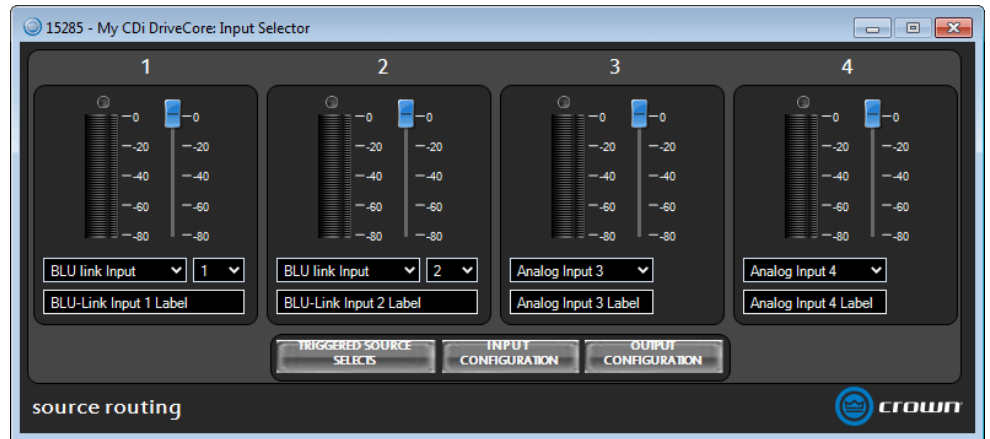 15285 - My CDi DriveCore: Input Selector
1 2 3 4
-0 -0 -0 -0 -0 -0 -0 -0
-20 -20 -20 -20 -20 -20 -20 -20
-40 -40 -40 -40 -40 -40 -40 -40
-60 -60 -60 -60 -60 -60 -60 -60
-80 -80 -80 -80 -80 -80 -80 -80
BLU link Input 1 BLU link Input 2 Analog Input 3 Analog Input 4
BLU-Link Input 1 Label BLU-Link Input 2 Label Analog Input 3 Label Analog Input 4 Label
TRIGGERED SOURCE INPUT OUTPUT
SELECTS CONFIGURATION CONFIGURATION
source routing crown